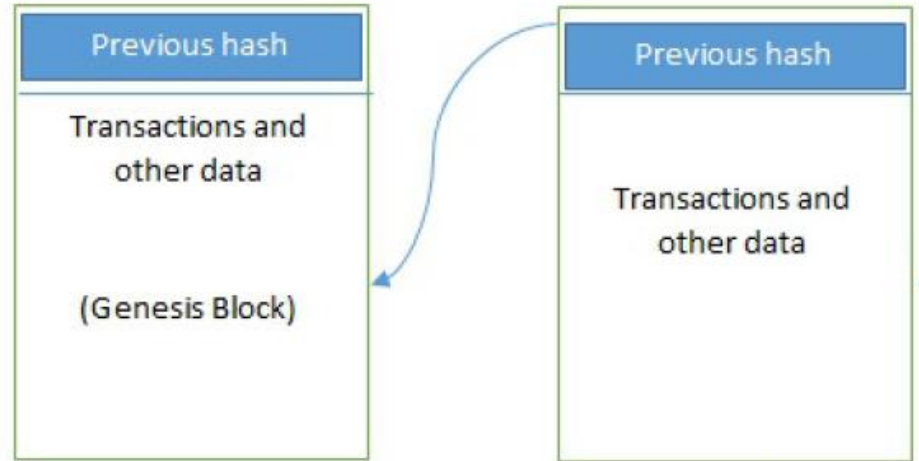 Previous hash
Transactions and
other data
(Genesis Block)
Previous hash
Transactions and
other data